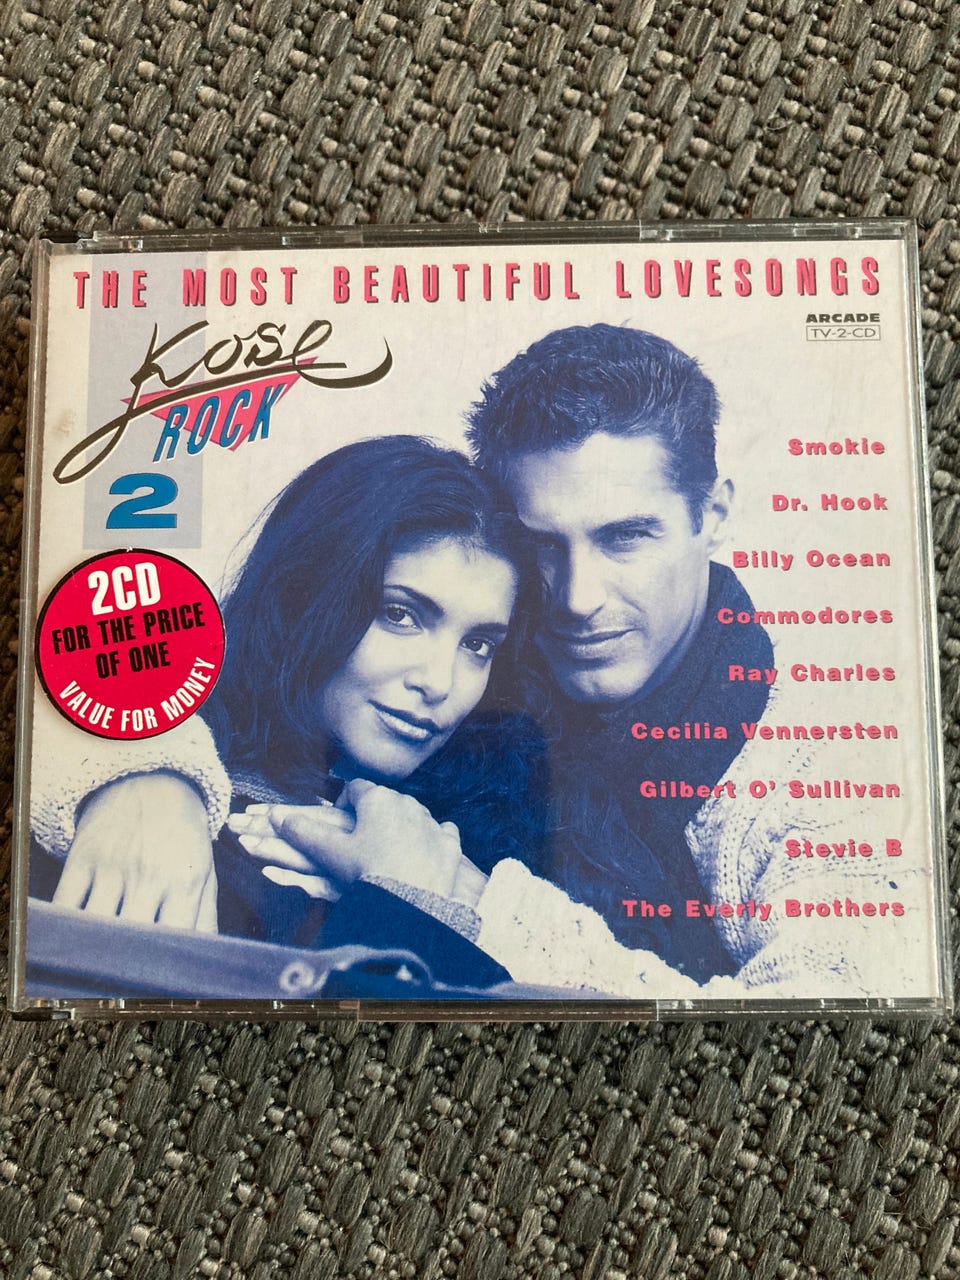 THE MOST BEAUTIFUL LOVESONGS
ARCADE
TV-2-CD
Kose
ROCK
2
2CD
FOR THE PRICE
OF ONE
VALUE FOR MONEY
Smokie
Dr. Hook
Billy Ocean
Commodores
Ray Charles
Cecilia Vennersten
Gilbert O' Sullivan
Stevie B
The Everly Brothers